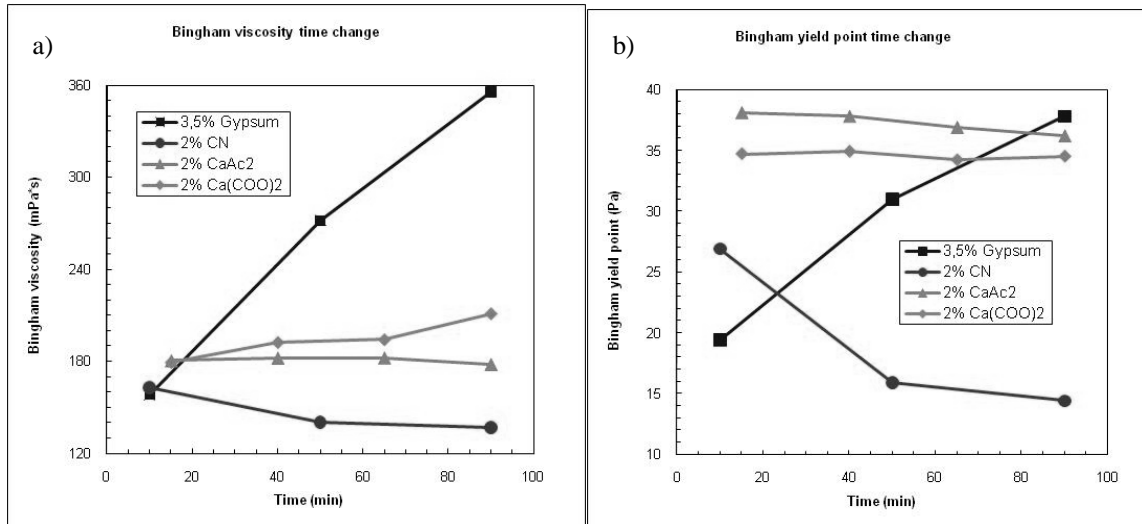 a)
Bingham viscosity time change
Bingham viscosity (mPa*s)
360
300
240
180
120
3,5% Gypsum
2% CN
2% CaAc2
2% Ca(COO)2
0
20
40
60
80
100
Time (min)
b)
Bingham yield point time change
Bingham yield point (Pa)
40
35
30
25
20
15
10
3,5% Gypsum
2% CN
2% CaAc2
2% Ca(COO)2
0
20
40
60
80
100
Time (min)